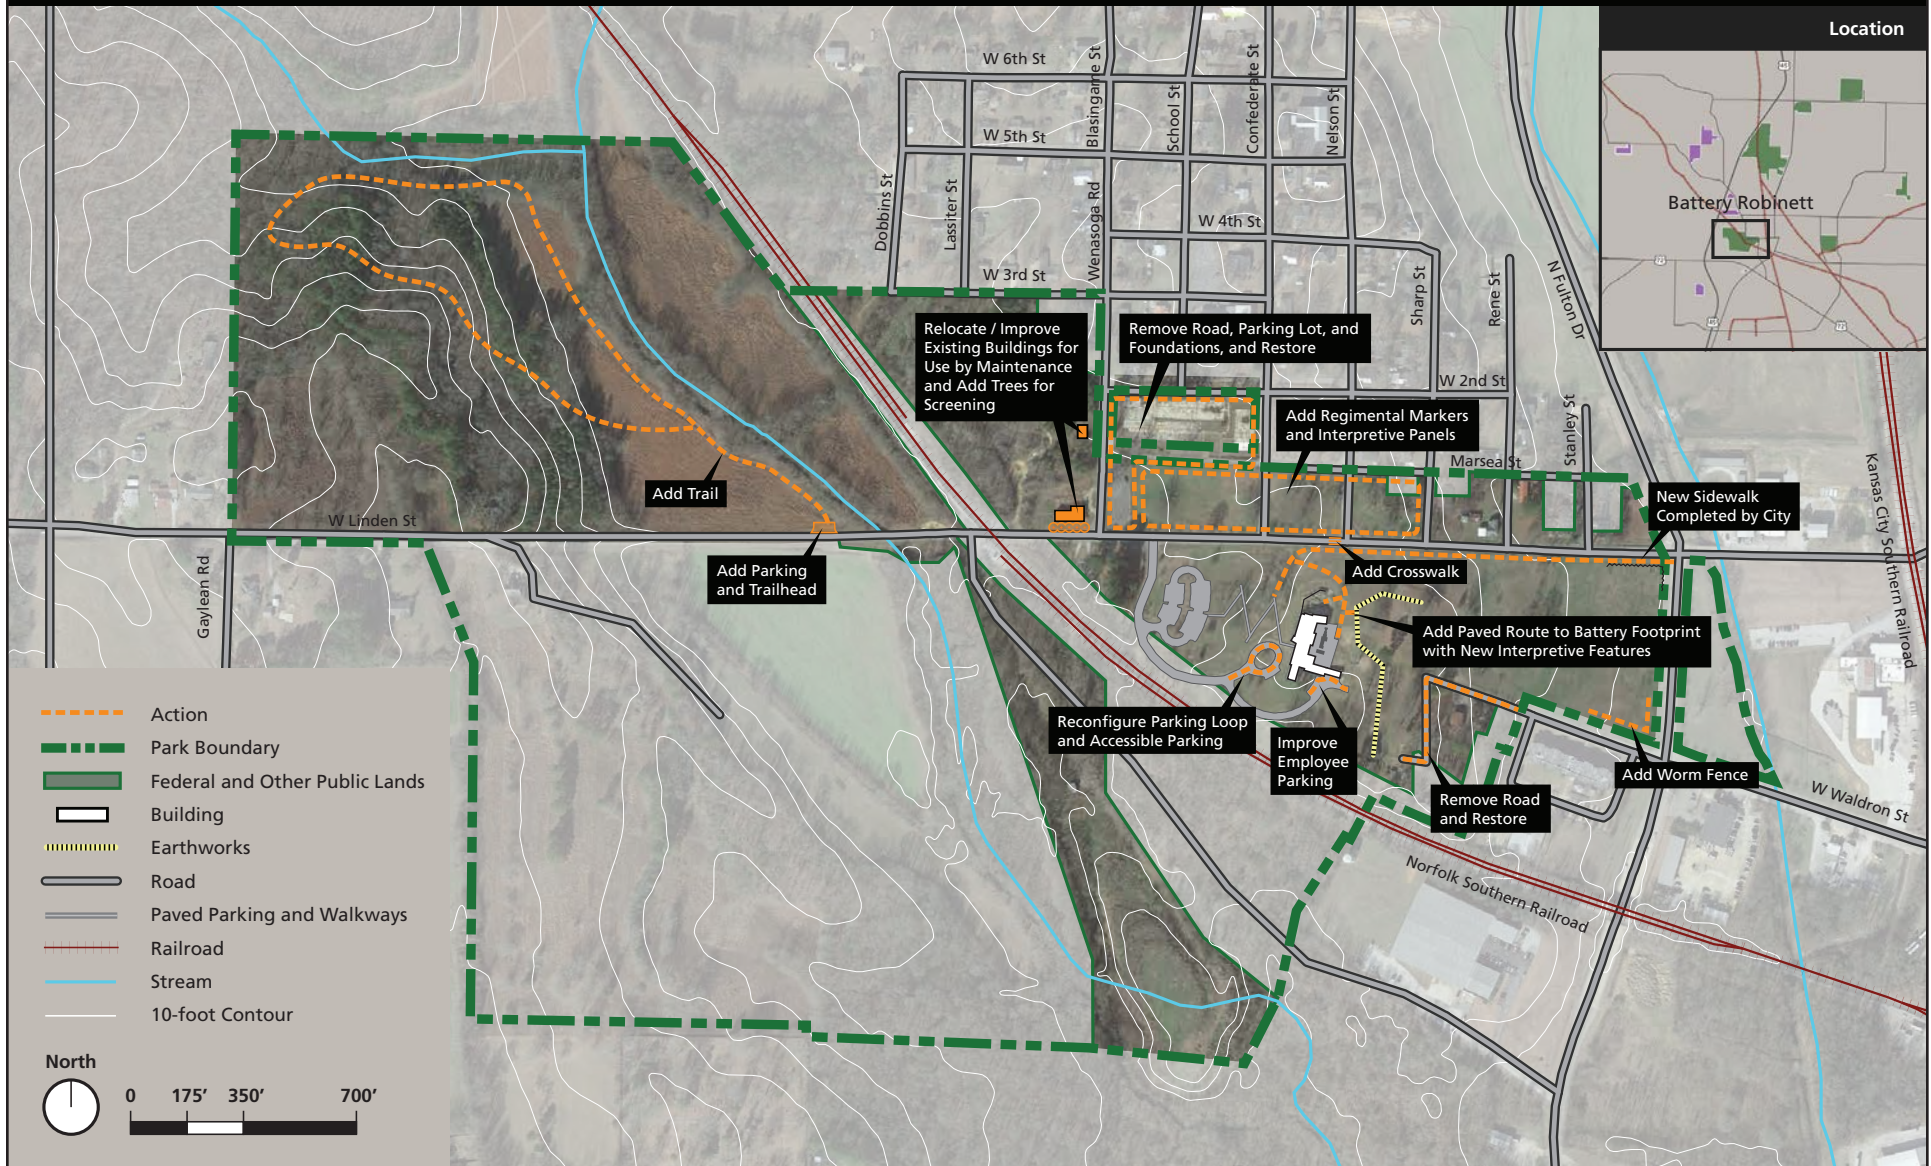 Location
Battery Robinett
45
72
45
72
W 6th St
W 5th St
W 4th St
W 3rd St
W 2nd St
Dobbins St
Lassiter St
Blasingame St
Wenasoga Rd
School St
Confederate St
Nelson St
Sharp St
Rene St
Stanley St
N Fulton Dr
Marsea St
W Linden St
Gaylean Rd
W Waldron St
Kansas City Southern Railroad
Norfolk Southern Railroad
Relocate / Improve
Existing Buildings for
Use by Maintenance
and Add Trees for
Screening
Remove Road, Parking Lot, and
Foundations, and Restore
Add Regimental Markers
and Interpretive Panels
New Sidewalk
Completed by City
Add Trail
Add Parking
and Trailhead
Add Crosswalk
Add Paved Route to Battery Footprint
with New Interpretive Features
Reconfigure Parking Loop
and Accessible Parking
Improve
Employee
Parking
Remove Road
and Restore
Add Worm Fence
Action
Park Boundary
Federal and Other Public Lands
Building
Earthworks
Road
Paved Parking and Walkways
Railroad
Stream
10-foot Contour
North
0 175′ 350′ 700′